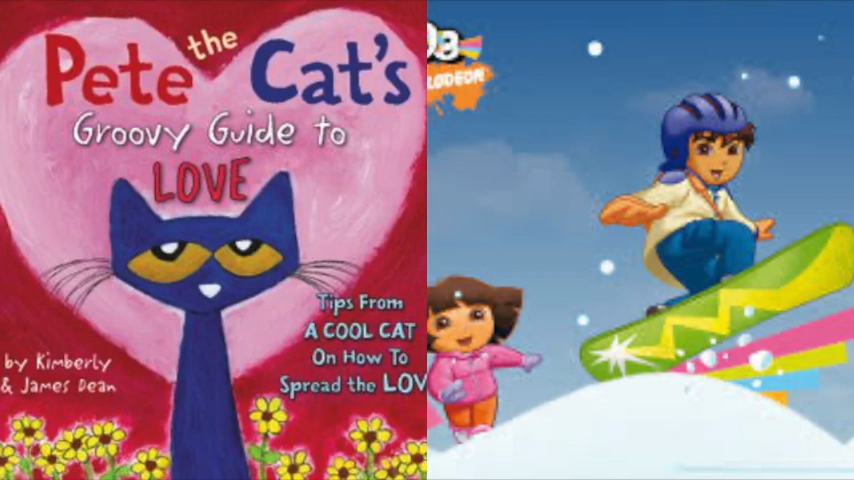 Pete the Cat's
Groovy Guide to
LOVE
Tips From
A COOL CAT
On How To
Spread the LOV
by Kimberly
& James Dean
LODEON